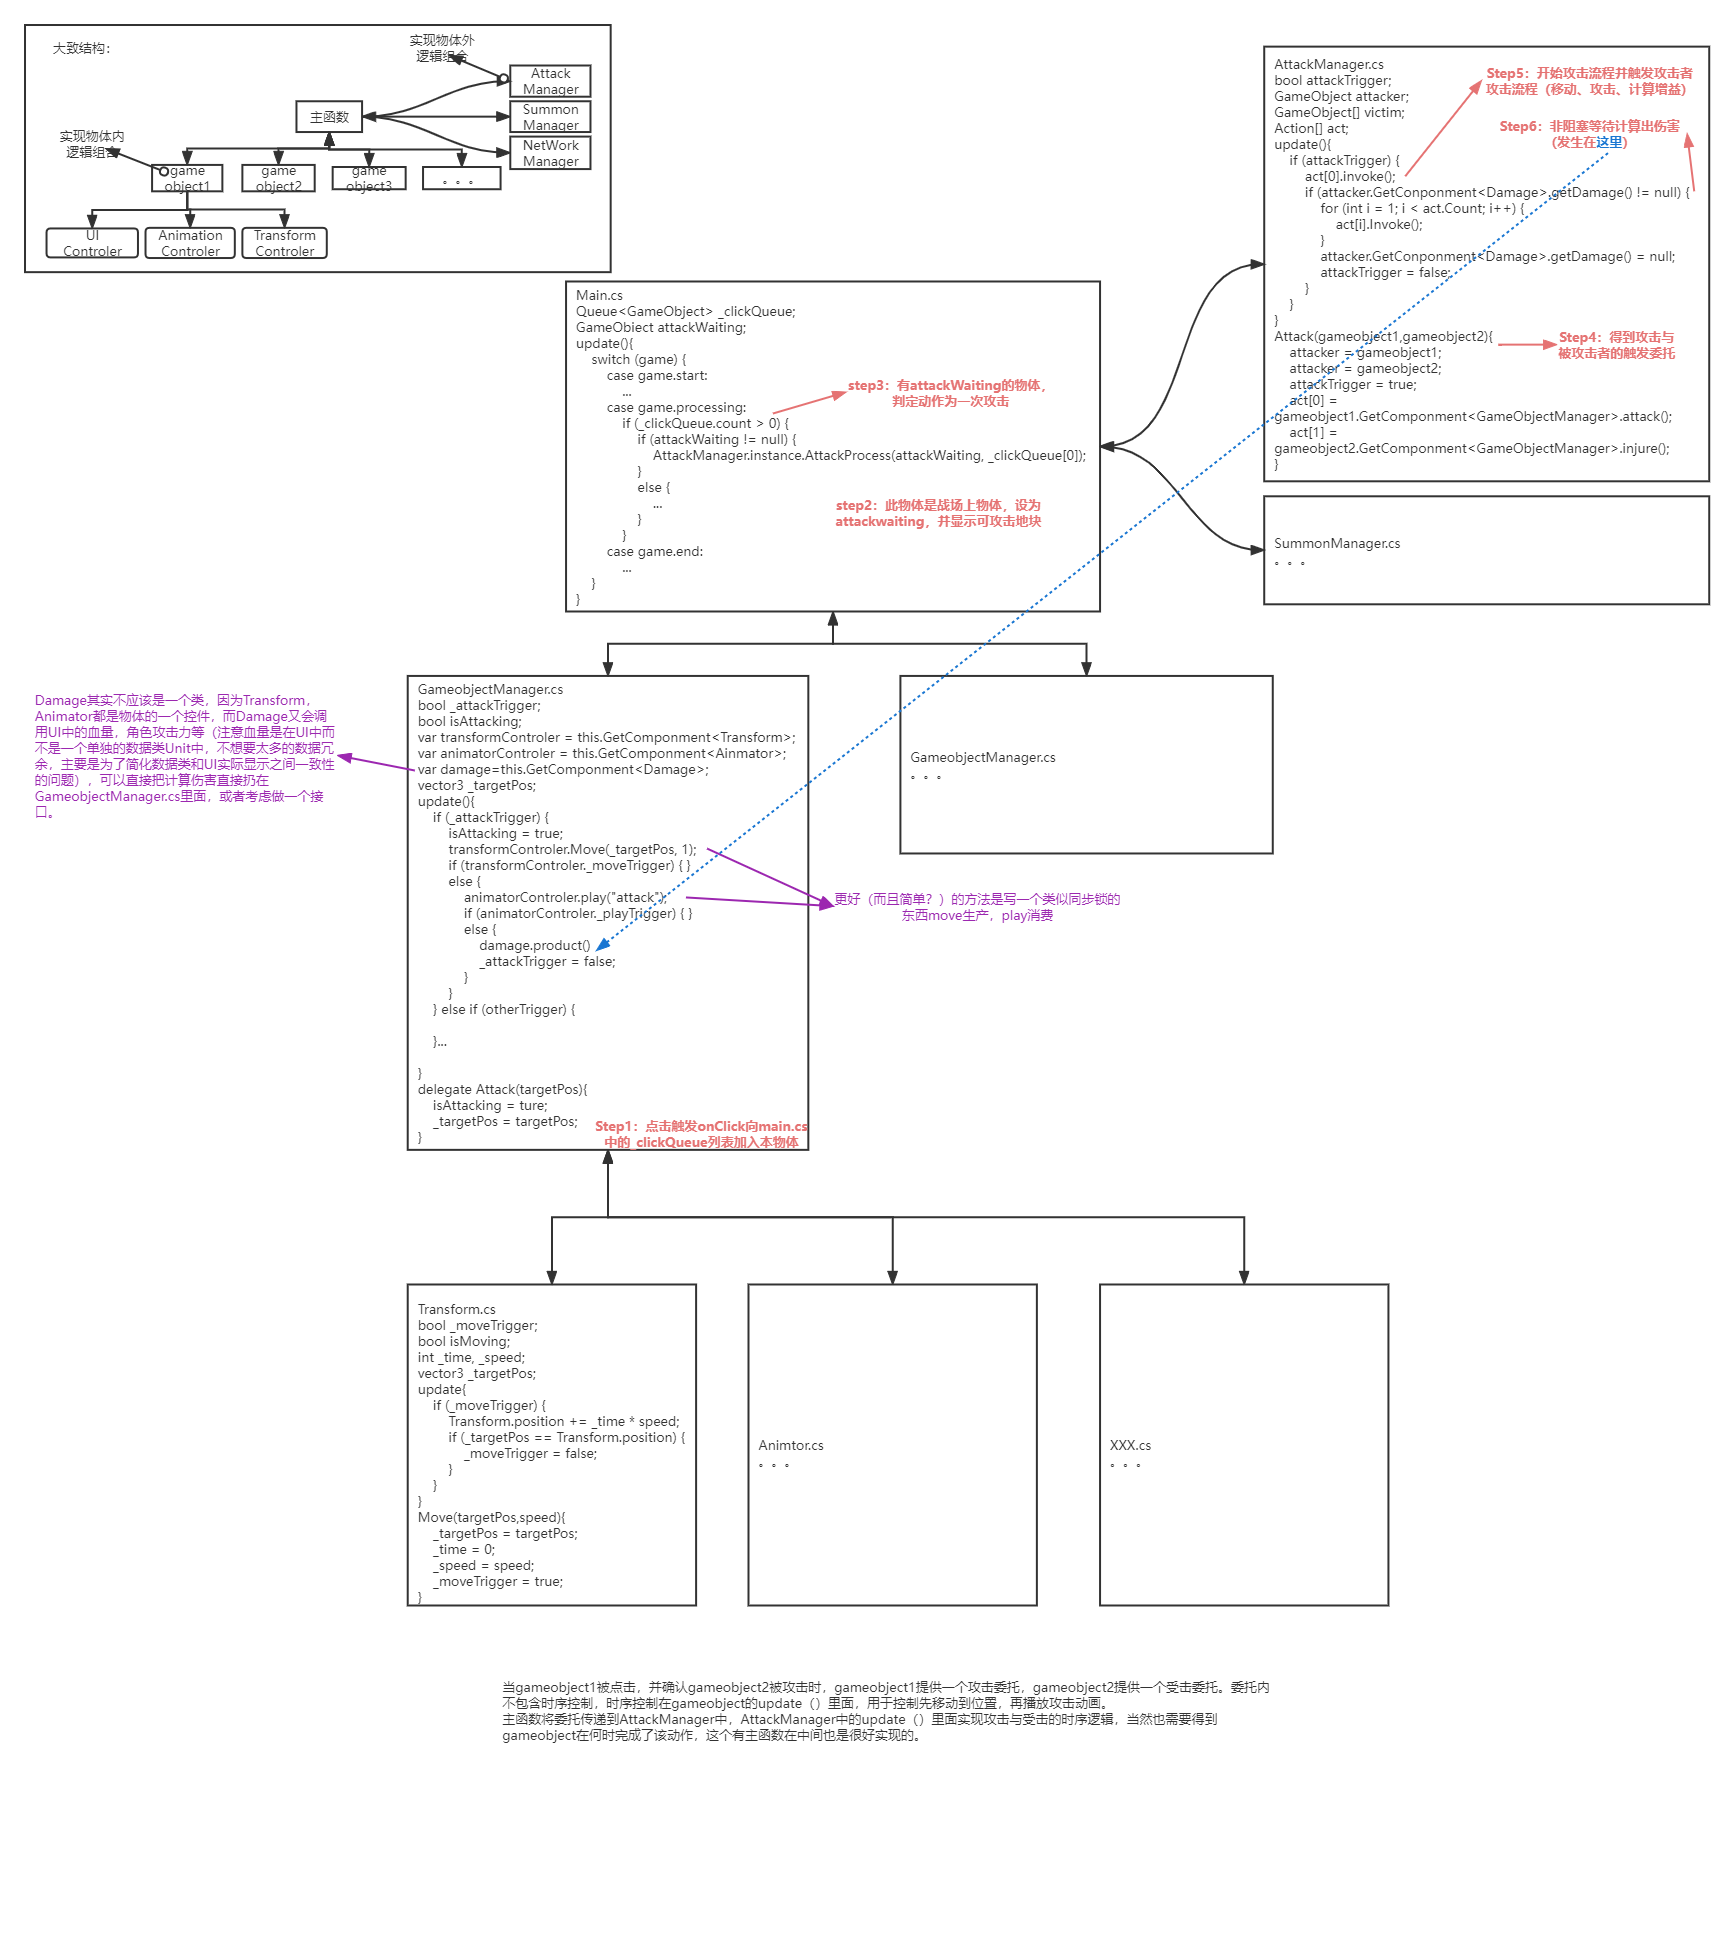 大致结构：
实现物体外
逻辑组合
Attack
Manager
Summon
Manager
NetWork
Manager
主函数
实现物体内
逻辑组合
game
object1
game
object2
game
object3
。。。
UI
Controler
Animation
Controler
Transform
Controler
AttackManager.cs
bool attackTrigger;
GameObject attacker;
GameObject[] victim;
Action[] act;
update(){
if (attackTrigger) {
act[0].invoke();
if (attacker.GetConponment<Damage>.getDamage() != null) {
for (int i = 1; i < act.Count; i++) {
act[i].Invoke();
}
attacker.GetConponment<Damage>.getDamage() = null;
attackTrigger = false;
}
}
}
Attack(gameobject1,gameobject2){
attacker = gameobject1;
attacker = gameobject2;
attackTrigger = true;
act[0] =
gameobject1.GetComponment<GameObjectManager>.attack();
act[1] =
gameobject2.GetComponment<GameObjectManager>.injure();
}
Step5：开始攻击流程并触发攻击者
攻击流程（移动、攻击、计算增益）
Step6：非阻塞等待计算出伤害
（发生在这里）
Step4：得到攻击与
被攻击者的触发委托
Main.cs
Queue<GameObject> _clickQueue;
GameObiect attackWaiting;
update(){
switch (game) {
case game.start:
...
case game.processing:
if (_clickQueue.count > 0) {
if (attackWaiting != null) {
AttackManager.instance.AttackProcess(attackWaiting, _clickQueue[0]);
}
else {
...
}
}
case game.end:
...
}
}
step3：有attackWaiting的物体，
判定动作为一次攻击
step2：此物体是战场上物体，设为
attackwaiting，并显示可攻击地块
SummonManager.cs
。。。
Damage其实不应该是一个类，因为Transform，
Animator都是物体的一个控件，而Damage又会调
用UI中的血量，角色攻击力等（注意血量是在UI中而
不是一个单独的数据类Unit中，不想要太多的数据冗
余，主要是为了简化数据类和UI实际显示之间一致性
的问题），可以直接把计算伤害直接扔在
GameobjectManager.cs里面，或者考虑做一个接
口。
GameobjectManager.cs
bool _attackTrigger;
bool isAttacking;
var transformControler = this.GetComponment<Transform>;
var animatorControler = this.GetComponment<Ainmator>;
var damage=this.GetComponment<Damage>;
vector3 _targetPos;
update(){
if (_attackTrigger) {
isAttacking = true;
transformControler.Move(_targetPos, 1);
if (transformControler._moveTrigger) { }
else {
animatorControler.play("attack");
if (animatorControler._playTrigger) { }
else {
damage.product()
_attackTrigger = false;
}
}
} else if (otherTrigger) {
}...
}
delegate Attack(targetPos){
isAttacking = ture;
_targetPos = targetPos;
}
Step1：点击触发onClick向main.cs
中的_clickQueue列表加入本物体
GameobjectManager.cs
。。。
更好（而且简单？）的方法是写一个类似同步锁的
东西move生产，play消费
Transform.cs
bool _moveTrigger;
bool isMoving;
int _time, _speed;
vector3 _targetPos;
update{
if (_moveTrigger) {
Transform.position += _time * speed;
if (_targetPos == Transform.position) {
_moveTrigger = false;
}
}
}
Move(targetPos,speed){
_targetPos = targetPos;
_time = 0;
_speed = speed;
_moveTrigger = true;
}
Animtor.cs
。。。
XXX.cs
。。。
当gameobject1被点击，并确认gameobject2被攻击时，gameobject1提供一个攻击委托，gameobject2提供一个受击委托。委托内
不包含时序控制，时序控制在gameobject的update（）里面，用于控制先移动到位置，再播放攻击动画。
主函数将委托传递到AttackManager中，AttackManager中的update（）里面实现攻击与受击的时序逻辑，当然也需要得到
gameobject在何时完成了该动作，这个有主函数在中间也是很好实现的。